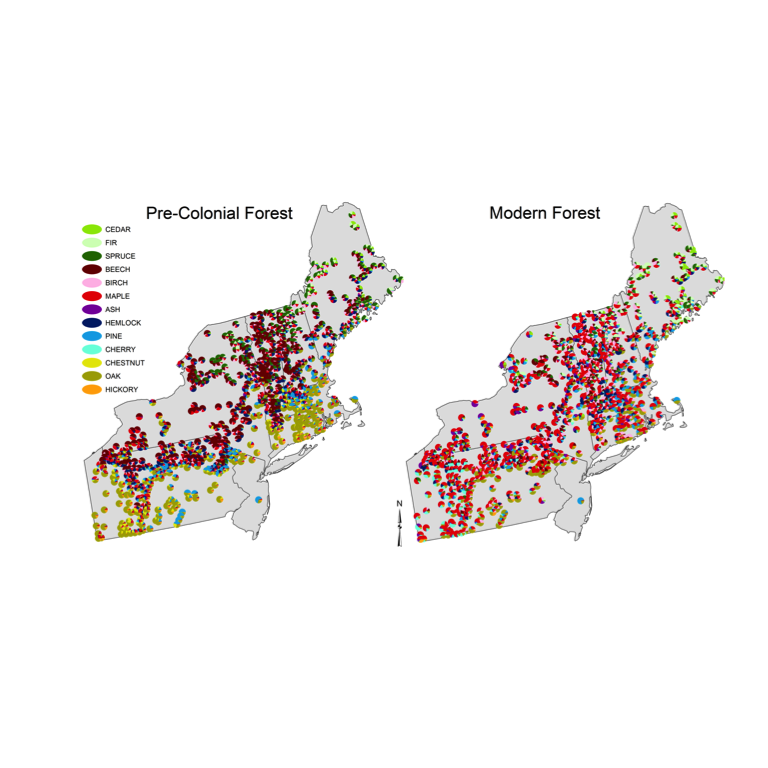 Pre-Colonial Forest
Modern Forest
CEDAR
FIR
SPRUCE
BEECH
BIRCH
MAPLE
ASH
HEMLOCK
PINE
CHERRY
CHESTNUT
OAK
HICKORY
N